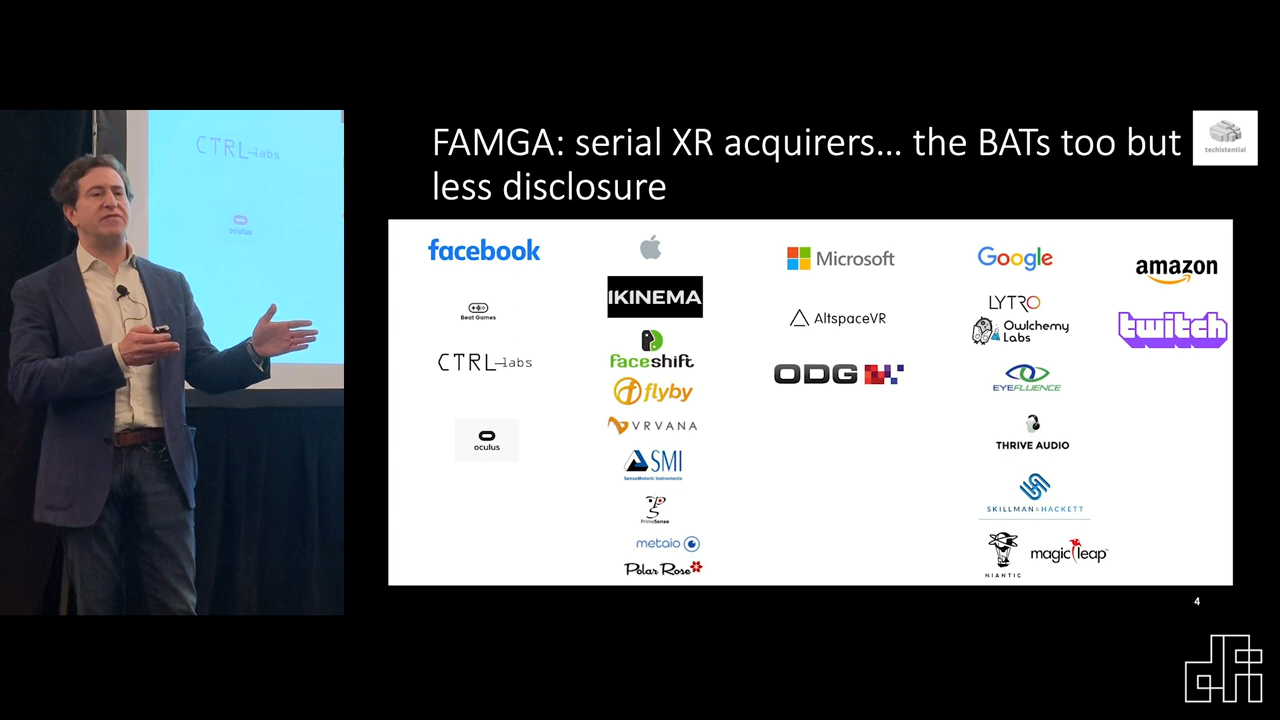 CTRL-labs
oculus
FAMGA: serial XR acquirers... the BATs too but
less disclosure
techistential
facebook
Beat Games
CTRL-labs
oculus
IKINEMA
faceshift
flyby
VRVANA
SMI
SensoMotoric Instruments
PrimeSense
metaio
Polar Rose
Microsoft
AltspaceVR
ODG
Google
LYTRO
Owlchemy
Labs
EYEFLUENCE
THRIVE AUDIO
SKILLMAN & HACKETT
NIANTIC
magic leap
amazon
twitch
4
dfi